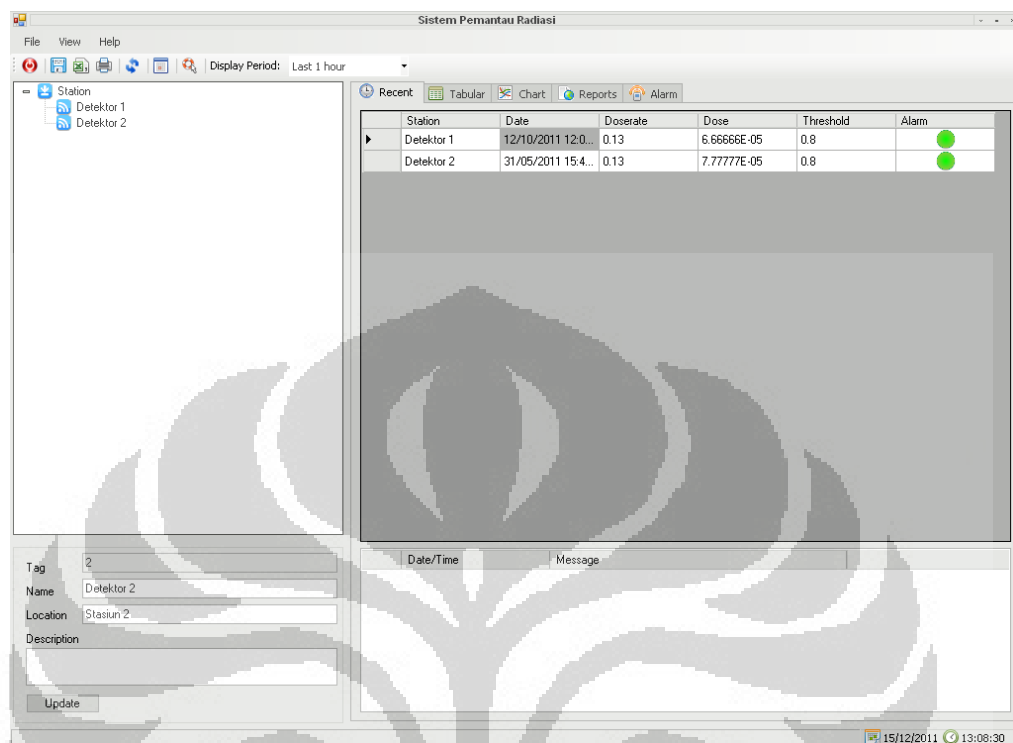 Sistem Pemantau Radiasi
File View Help
Display Period: Last 1 hour
Station
Detektor 1
Detektor 2
Recent Tabular Chart Reports Alarm
Station Date Doserate Dose Threshold Alarm
Detektor 1 12/10/2011 12:0... 0.13 6.66666E-05 0.8
Detektor 2 31/05/2011 15:4... 0.13 7.77777E-05 0.8
Tag 2
Name Detektor 2
Location Stasiun 2
Description
Update
Date/Time Message
15/12/2011 13:08:30